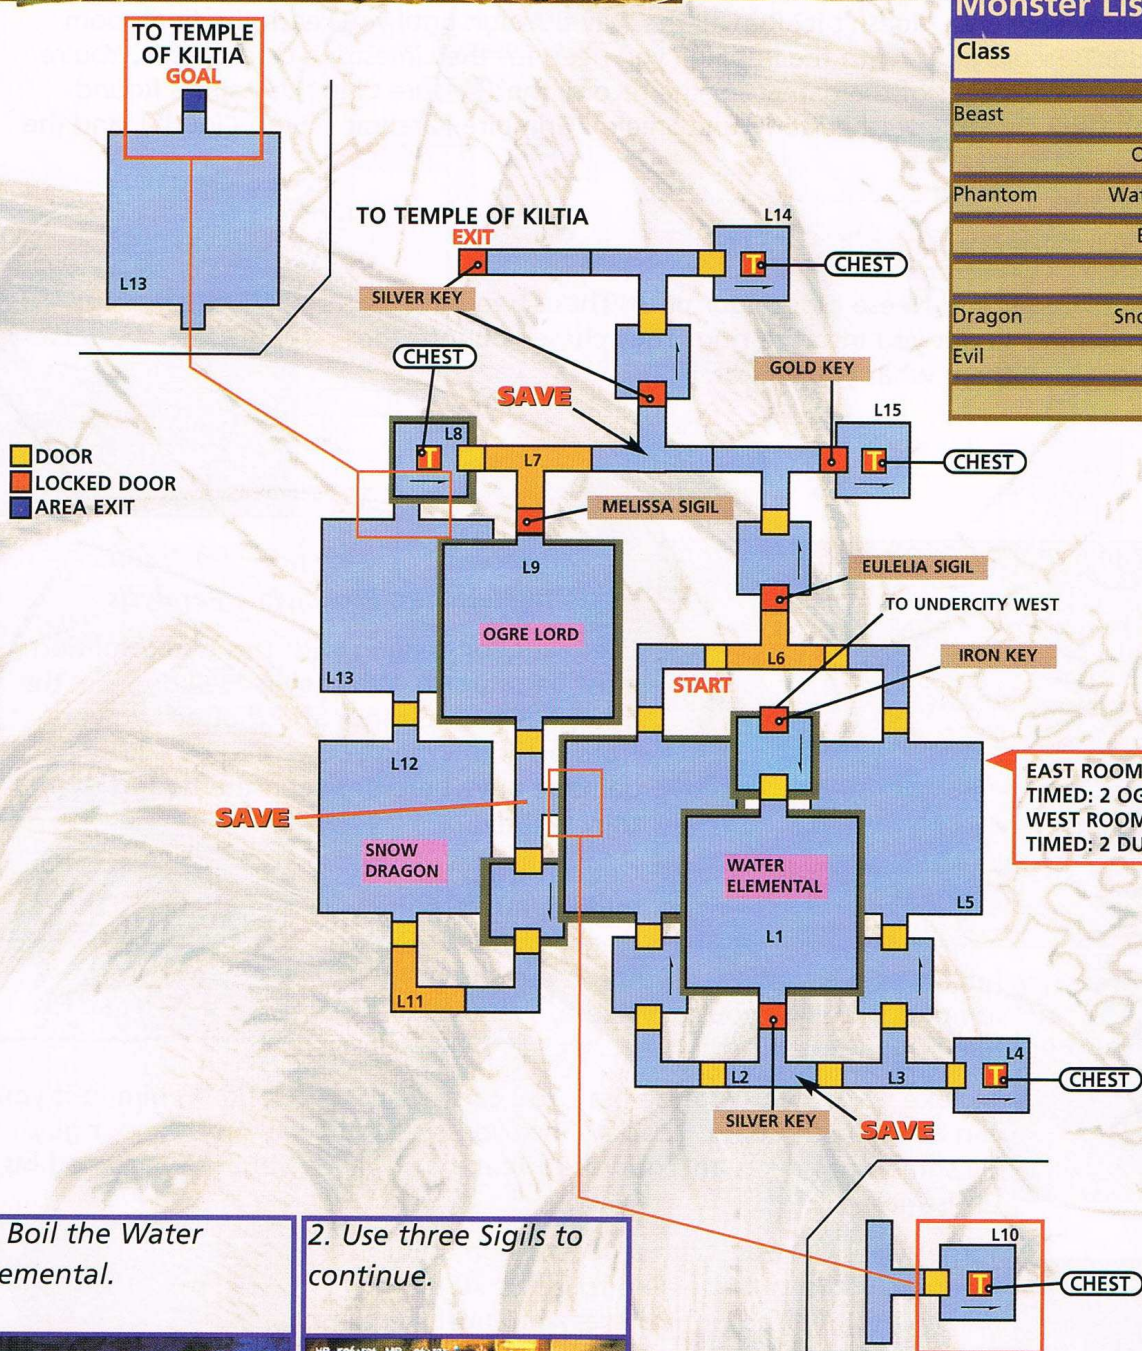 Monster Lis
Class
Beast
O
Phantom
Wat
E
Dragon
Sno
Evil
TO TEMPLE
OF KILTIA
GOAL
L13
TO TEMPLE OF KILTIA
EXIT
SILVER KEY
L14
T
CHEST
CHEST
SAVE
GOLD KEY
L15
T
CHEST
L8
T
L7
DOOR
LOCKED DOOR
AREA EXIT
MELISSA SIGIL
L9
OGRE LORD
EULELIA SIGIL
TO UNDERCITY WEST
IRON KEY
L6
START
L13
L12
SAVE
SNOW
DRAGON
WATER
ELEMENTAL
L1
L5
EAST ROOM
TIMED: 2 OG
WEST ROOM
TIMED: 2 DU
L11
L2
L3
L4
T
CHEST
SILVER KEY
SAVE
Boil the Water
emental.
2. Use three Sigils to
continue.
L10
T
CHEST